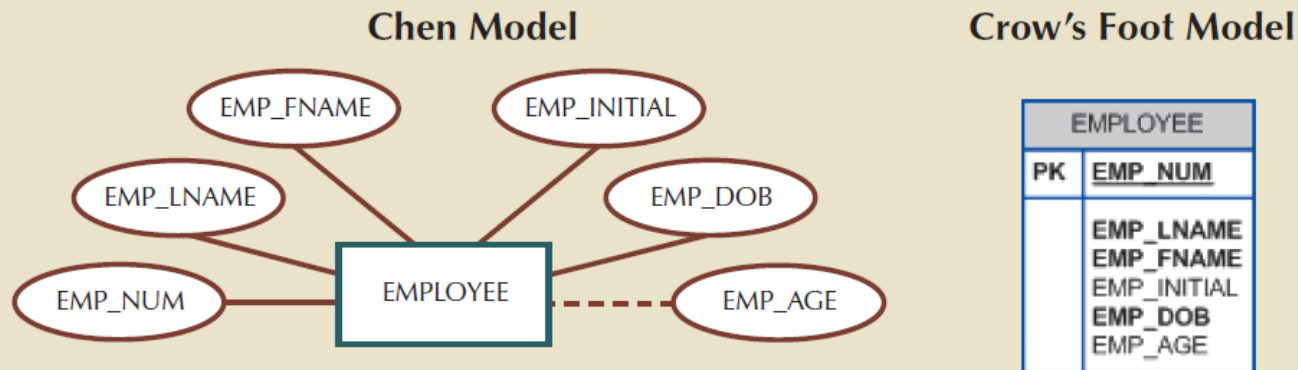 Chen Model
Crow's Foot Model
EMP_FNAME
EMP_INITIAL
EMP_LNAME
EMP_DOB
EMP_NUM
EMPLOYEE
EMP_AGE
EMPLOYEE
PK EMP_NUM
EMP_LNAME
EMP_FNAME
EMP_INITIAL
EMP_DOB
EMP_AGE